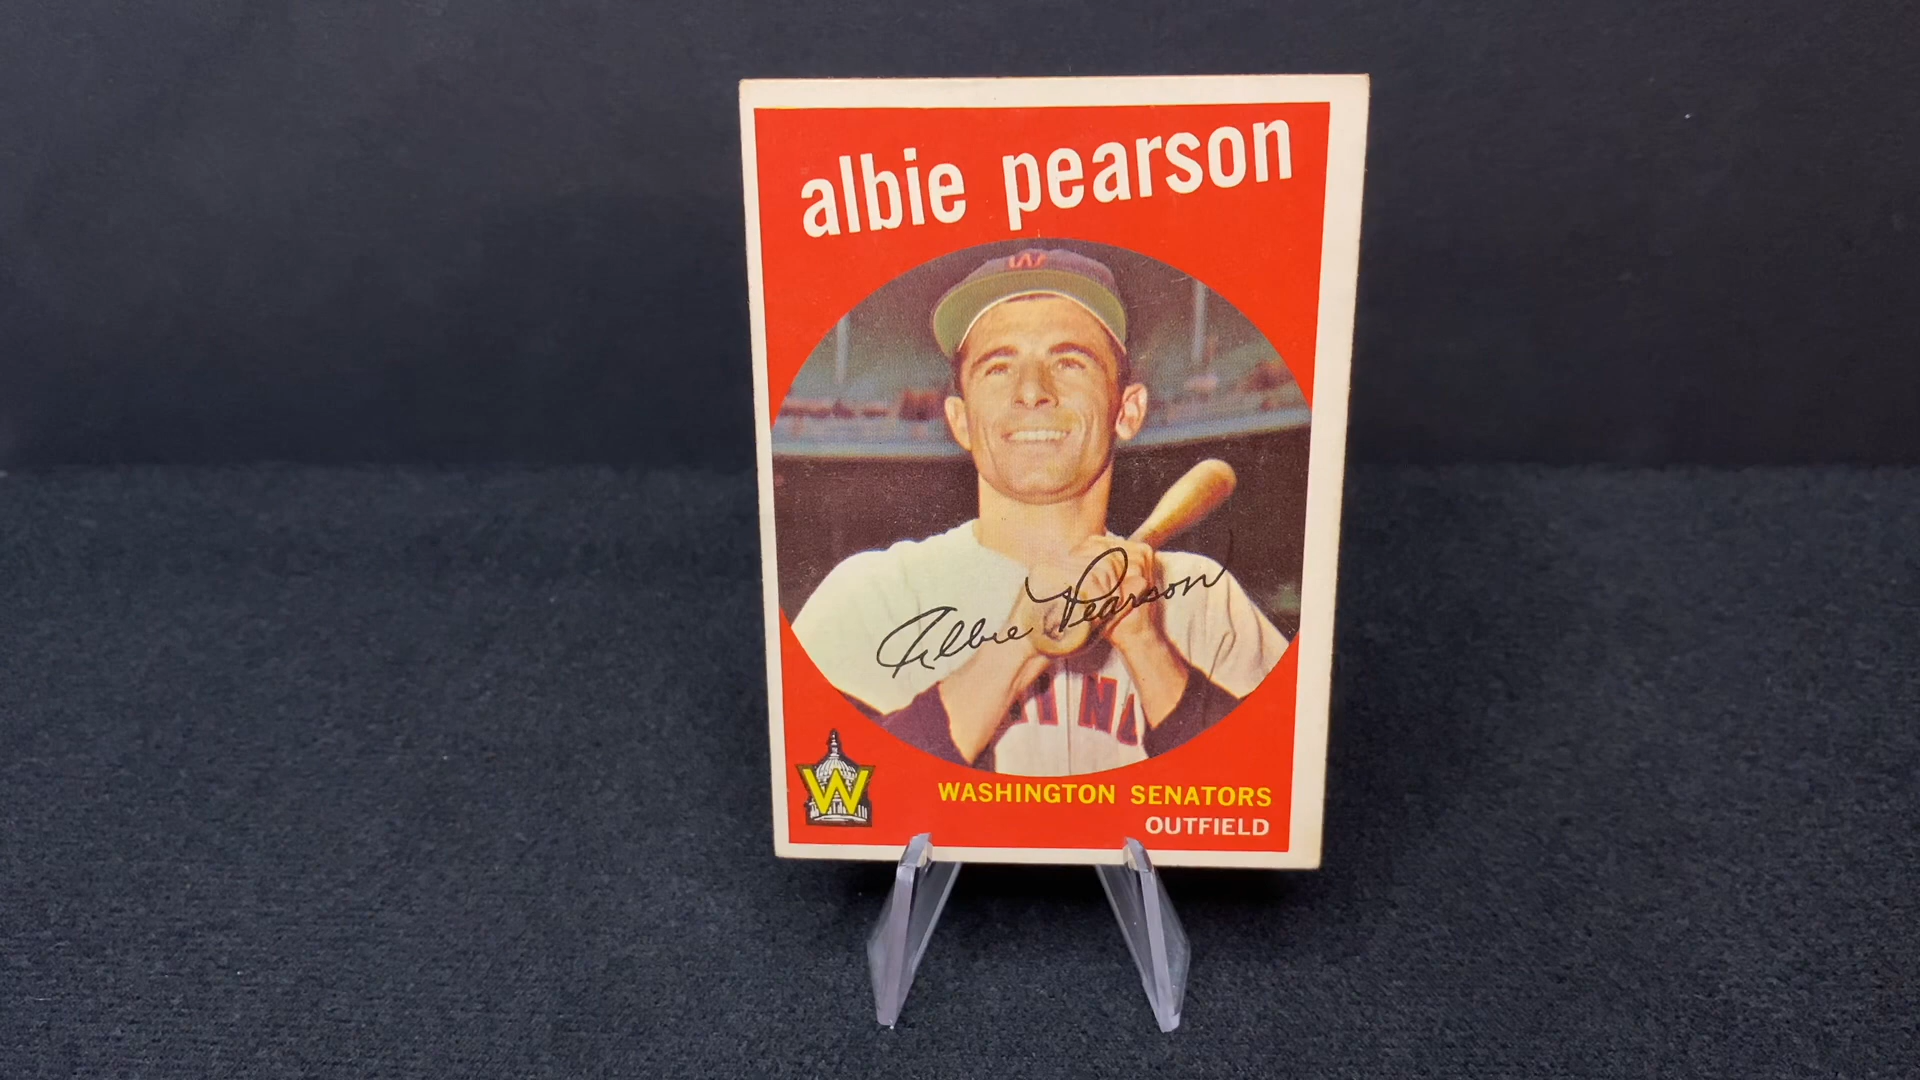 albie pearson
W
Albie Pearson
W
WASHINGTON SENATORS
OUTFIELD